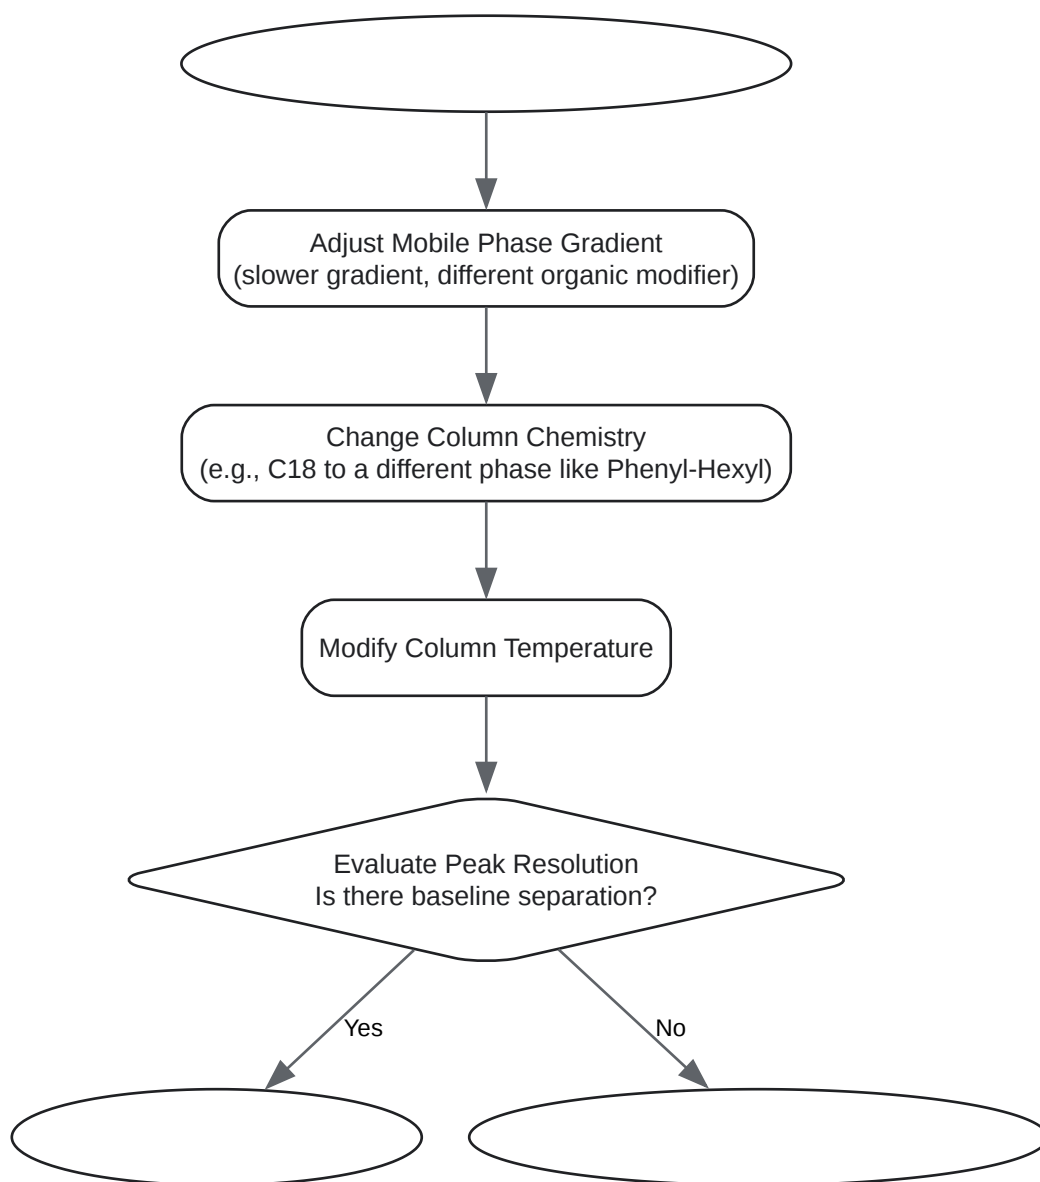 Adjust Mobile Phase Gradient
(slower gradient, different organic modifier)
Change Column Chemistry
(e.g., C18 to a different phase like Phenyl-Hexyl)
Modify Column Temperature
Evaluate Peak Resolution
Is there baseline separation?
Yes
No